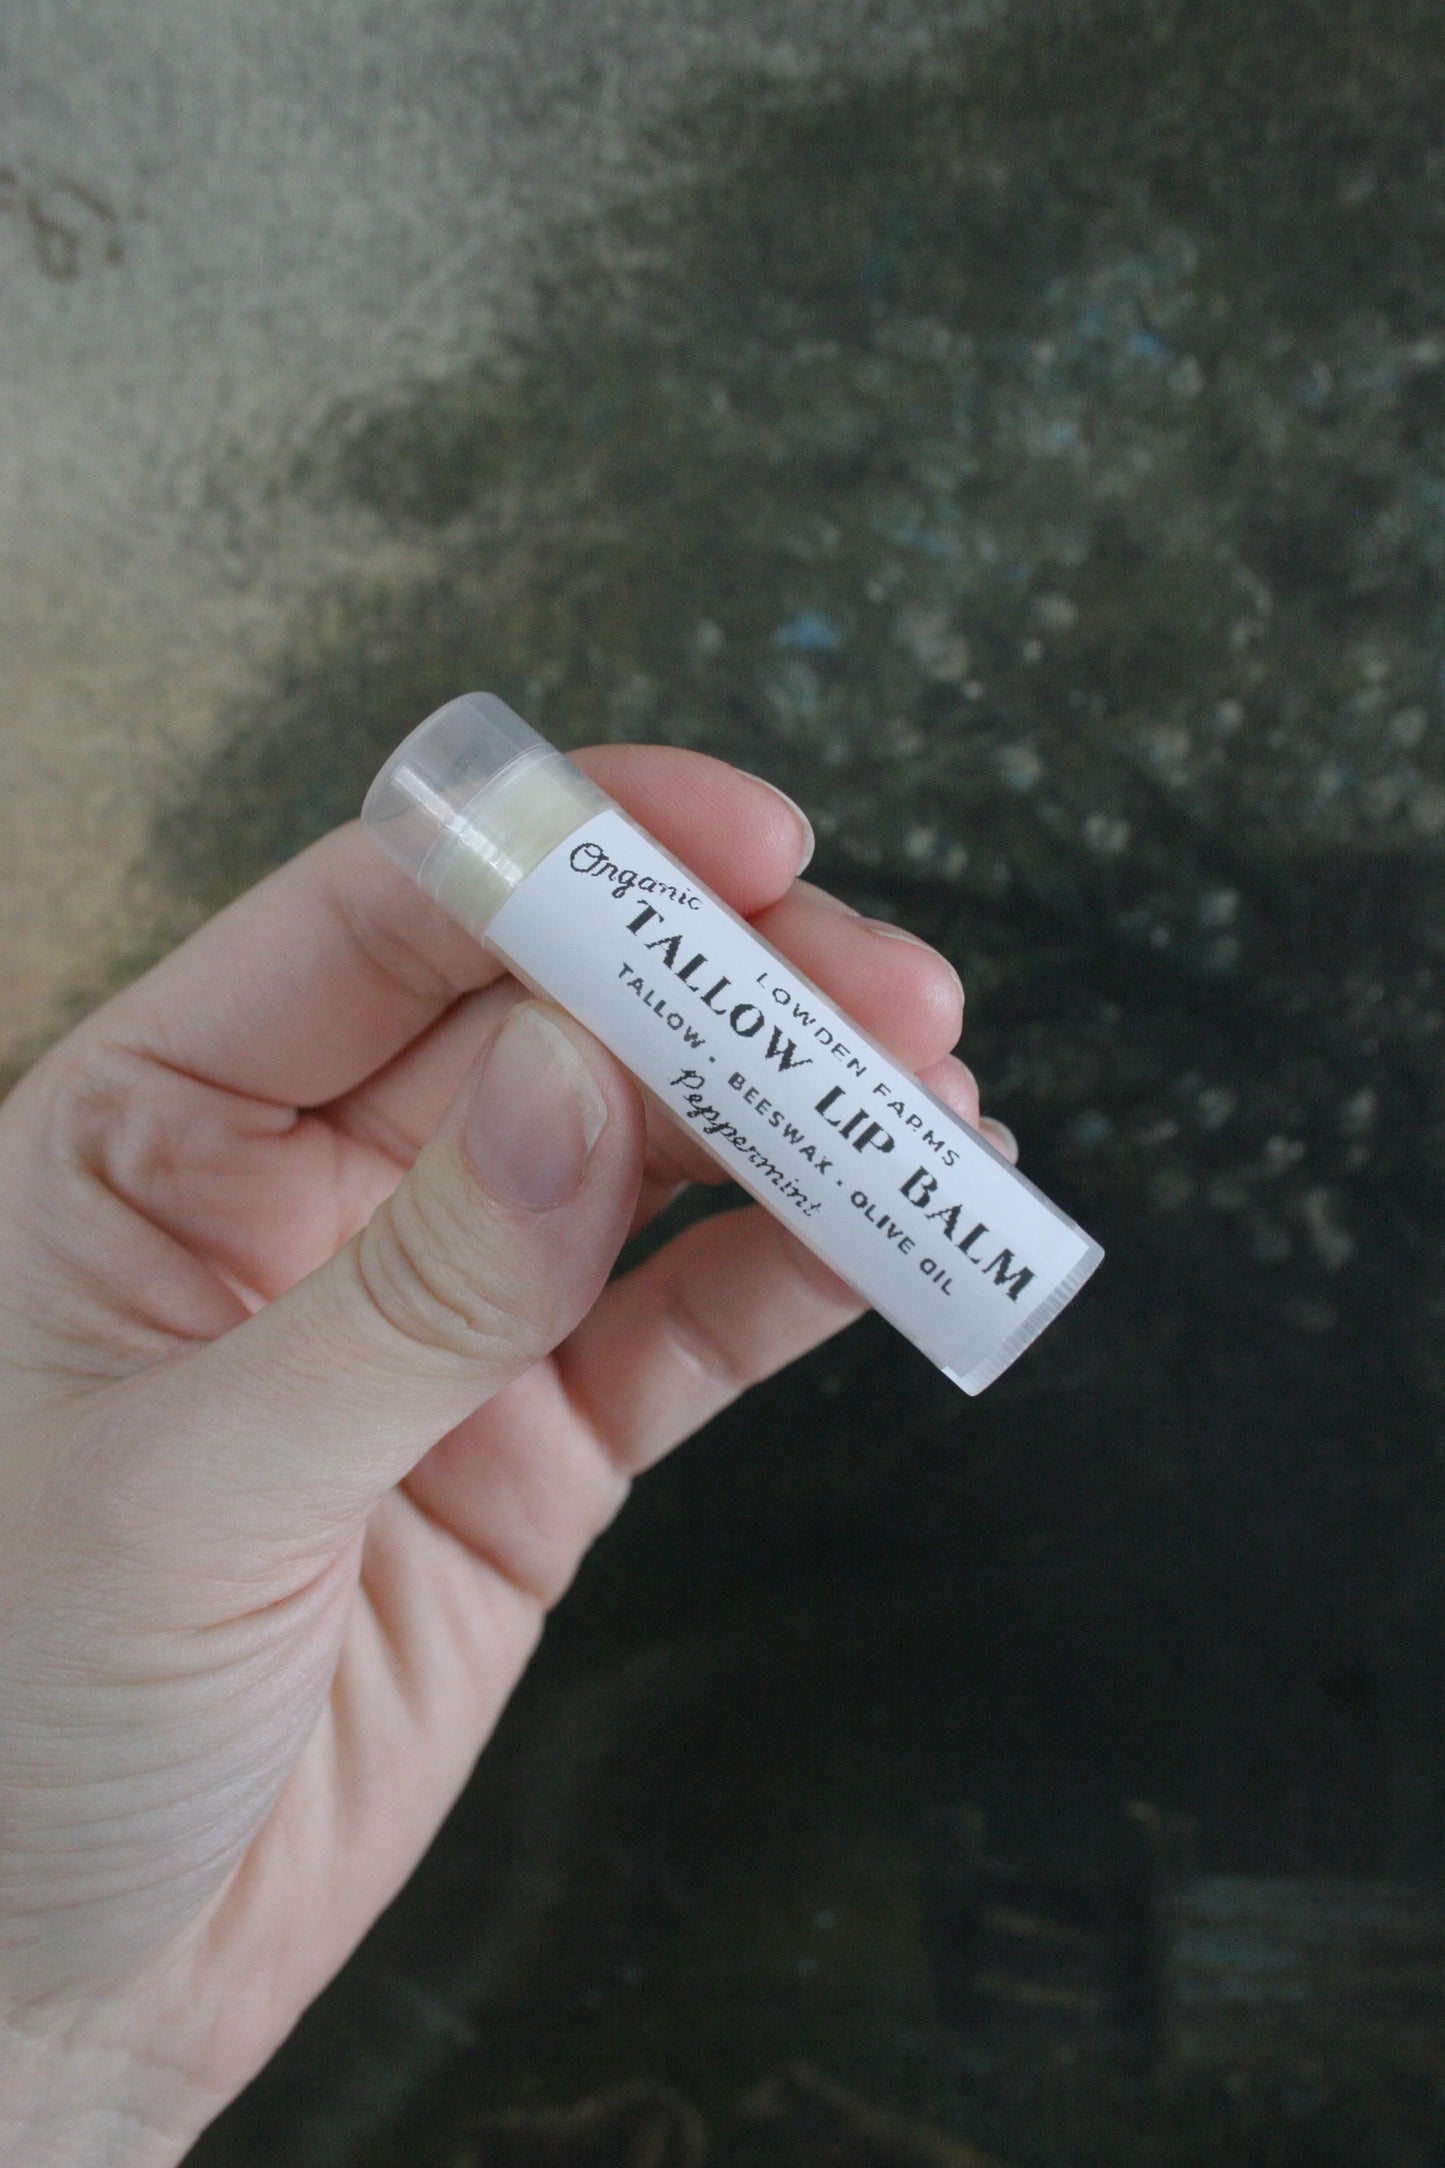 Organic
LOWDEN FARMS
TALLOW LIP BALM
TALLOW · BEESWAX · OLIVE OIL
Peppermint